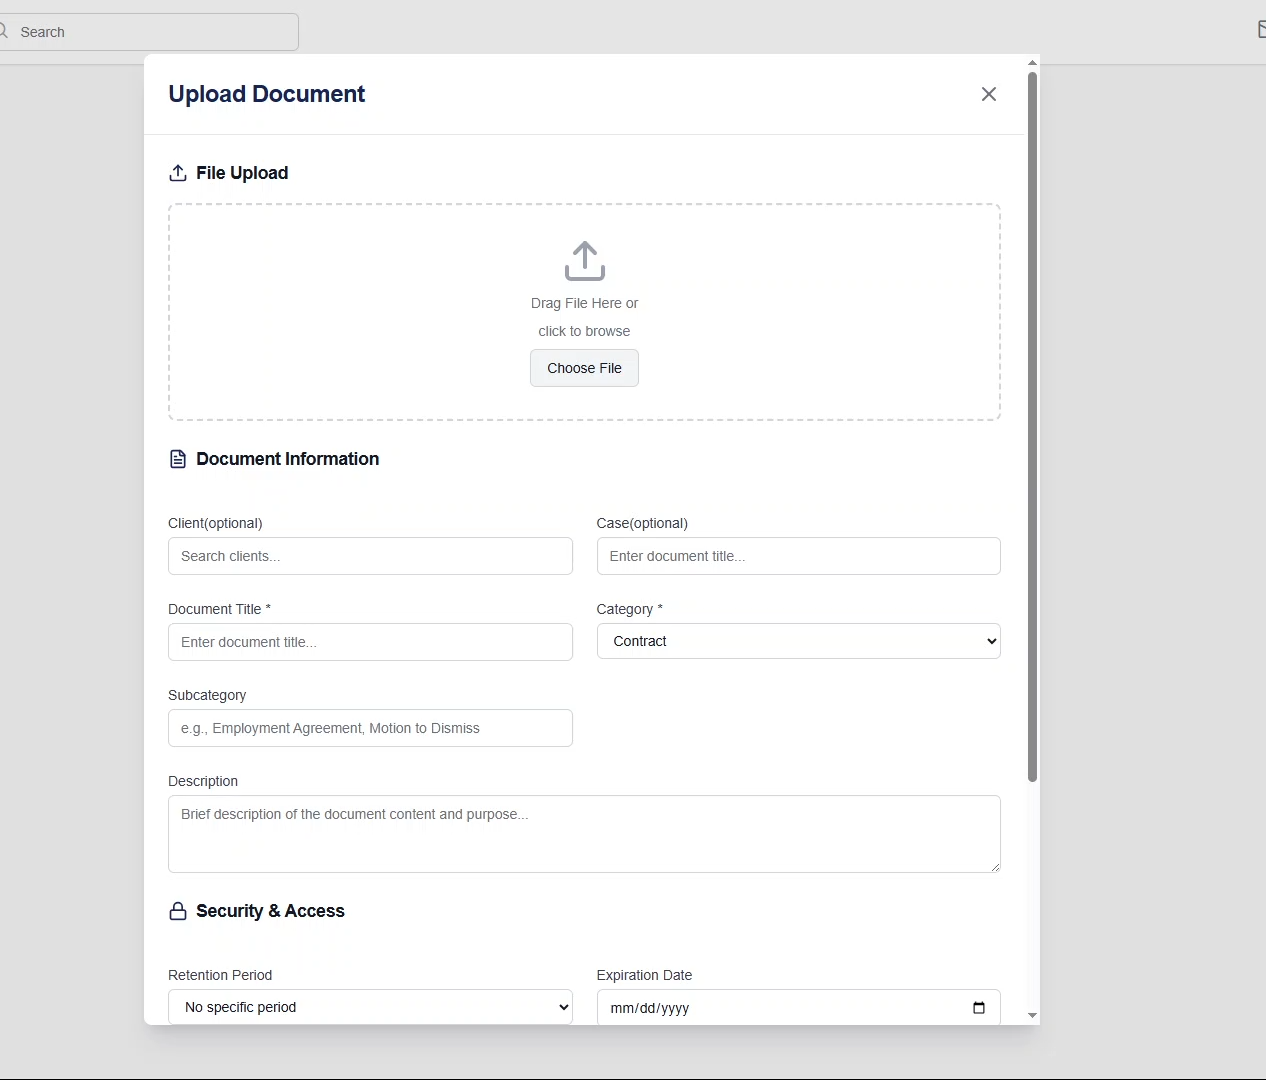 Search
Upload Document
File Upload
Drag File Here or
click to browse
Choose File
Document Information
Client(optional)
Case(optional)
Search clients...
Enter document title...
Document Title *
Category *
Enter document title...
Contract
Subcategory
e.g., Employment Agreement, Motion to Dismiss
Description
Brief description of the document content and purpose...
Security & Access
Retention Period
Expiration Date
No specific period
mm/dd/yyyy